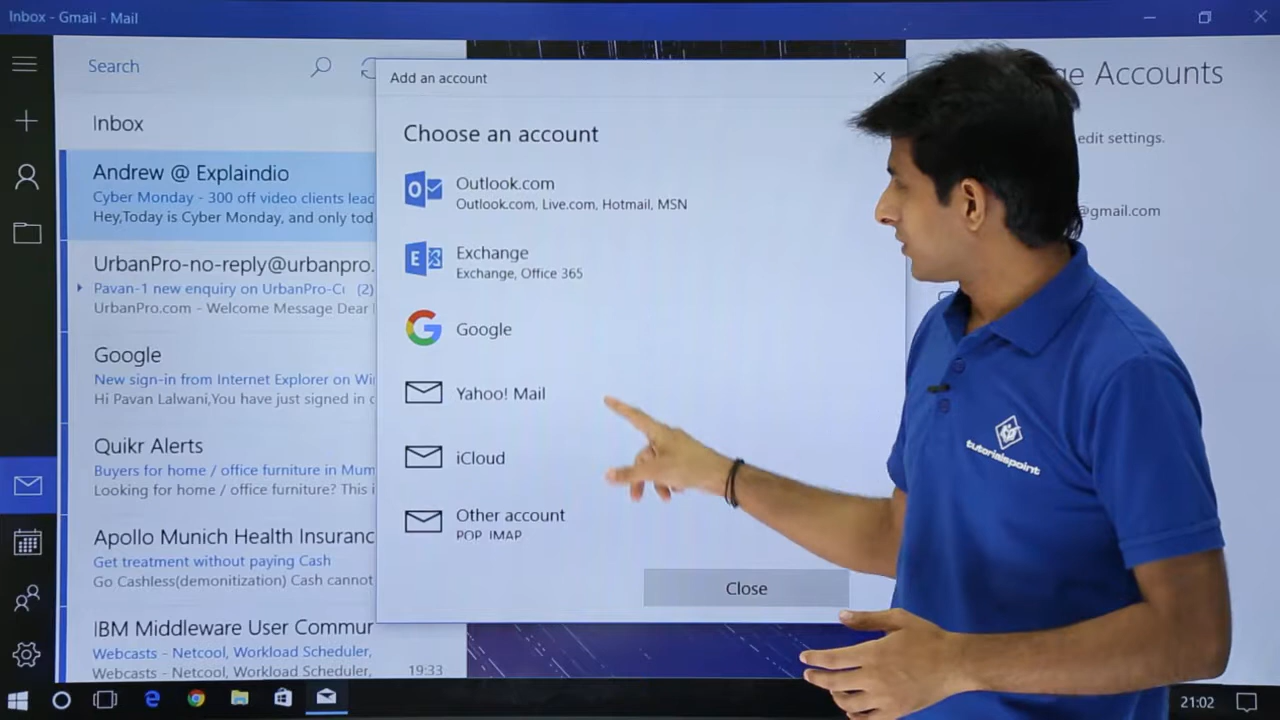 Inbox - Gmail - Mail
Search
Inbox
Andrew @ Explaindio
Cyber Monday - 300 off video clients lead
Hey,Today is Cyber Monday, and only tod
UrbanPro-no-reply@urbanpro.
Pavan-1 new enquiry on UrbanPro-Co (2)
UrbanPro.com - Welcome Message Dear
Google
New sign-in from Internet Explorer on Wi
Hi Pavan Lalwani,You have just signed in
Quikr Alerts
Buyers for home / office furniture in Mum
Looking for home / office furniture? This i
Apollo Munich Health Insuranc
Get treatment without paying Cash
Go Cashless(demonitization) Cash cannot
IBM Middleware User Commur
Webcasts - Netcool, Workload Scheduler,
Webcasts - Netcool, Workload Scheduler,
19:33
Add an account
Choose an account
Outlook.com
Outlook.com, Live.com, Hotmail, MSN
Exchange
Exchange, Office 365
Google
Yahoo! Mail
iCloud
Other account
POP, IMAP
Close
Accounts
edit settings.
@gmail.com
tutorialspoint
21:02